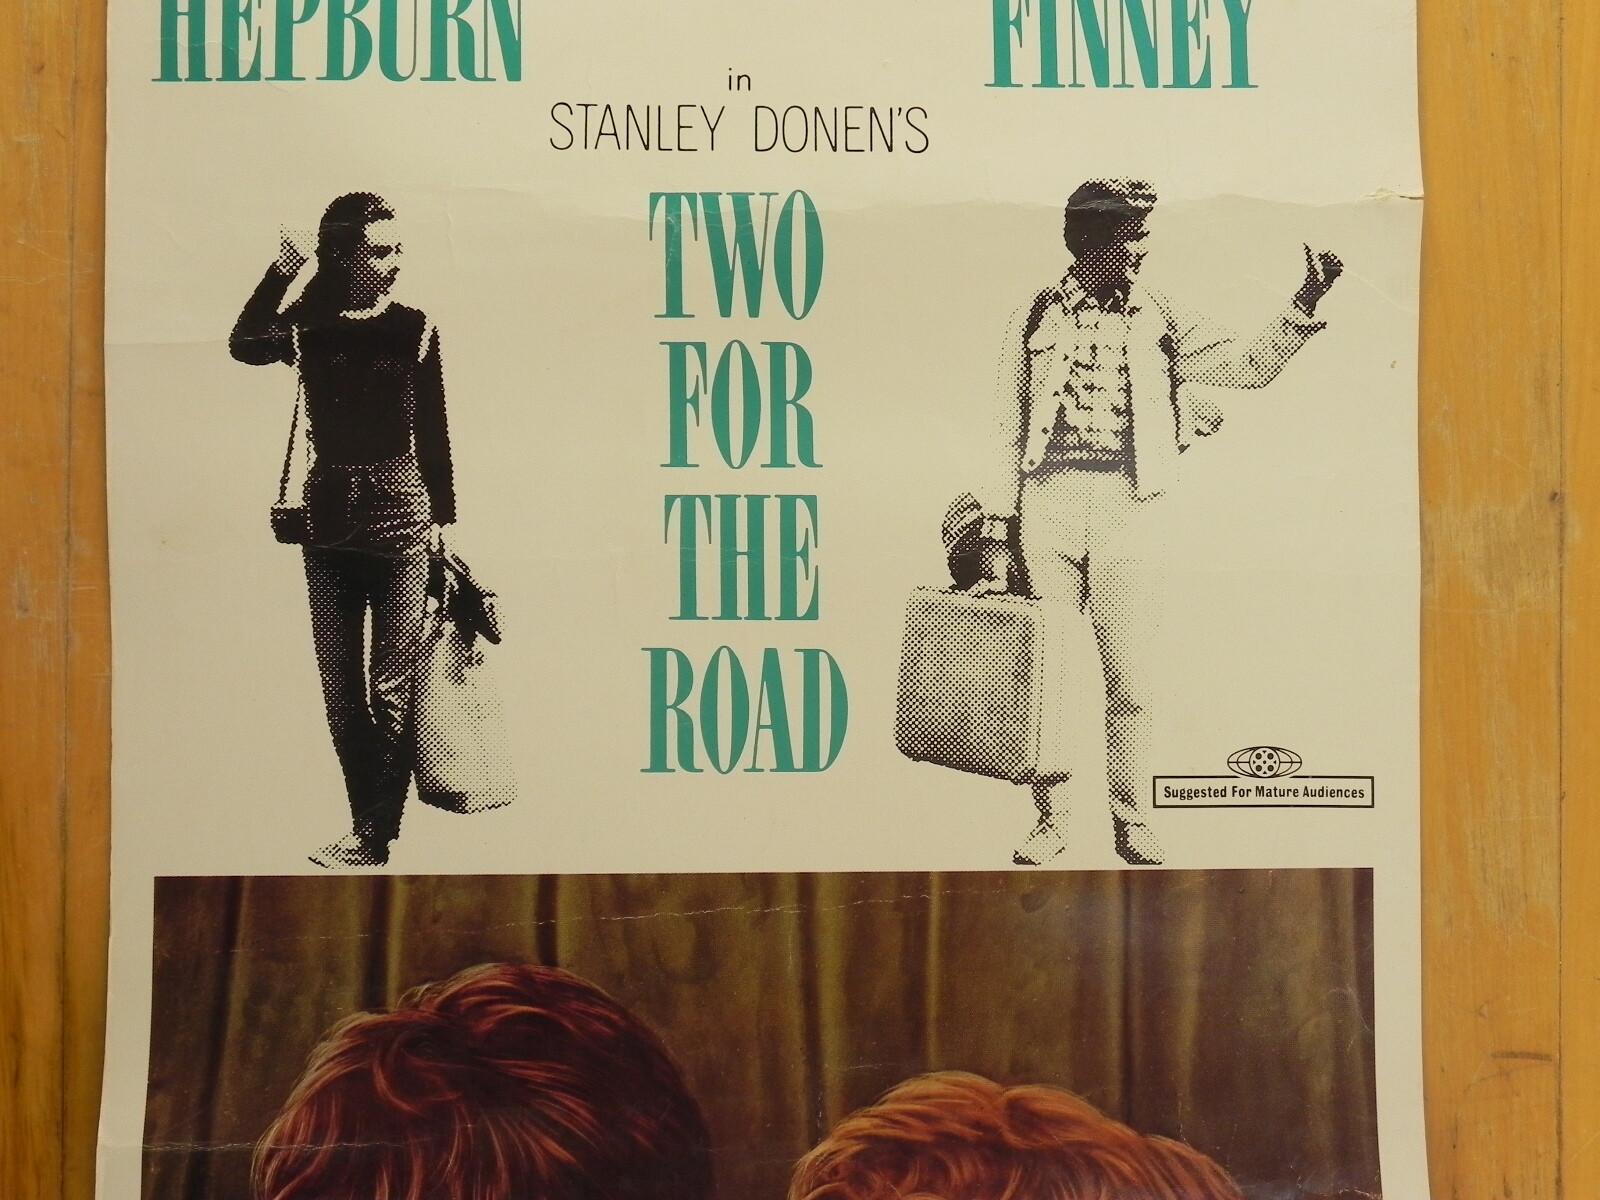 HEPBURN
FINNEY
in
STANLEY DONEN'S
TWO
FOR
THE
ROAD
Suggested For Mature Audiences